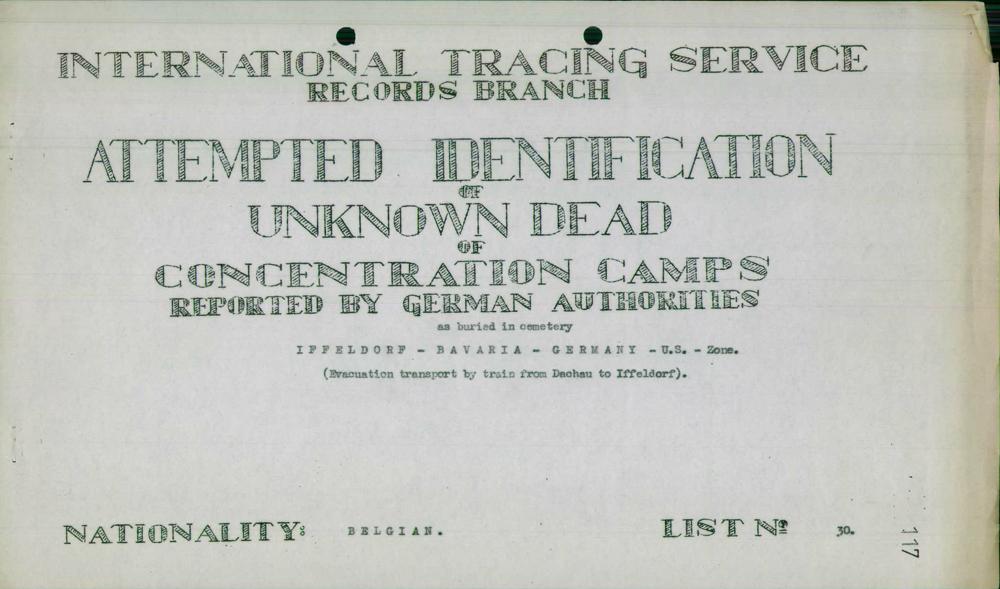 INTERNATIONAL TRACING SERVICE
RECORDS BRANCH
ATTEMPTED IDENTIFICATION
OF
UNKNOWN DEAD
OF
CONCENTRATION CAMPS
REPORTED BY GERMAN AUTHORITIES
as buried in cemetery
IFFELDORF - BAVARIA - GERMANY - U.S. - Zone.
(Evacuation transport by train from Dachau to Iffeldorf).
NATIONALITY: BELGIAN. LIST Nº 30.
117